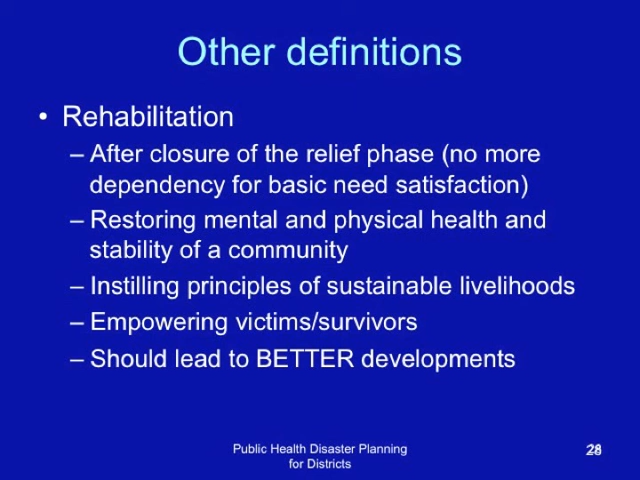 Other definitions
• Rehabilitation
– After closure of the relief phase (no more
dependency for basic need satisfaction)
– Restoring mental and physical health and
stability of a community
– Instilling principles of sustainable livelihoods
– Empowering victims/survivors
– Should lead to BETTER developments
Public Health Disaster Planning
for Districts